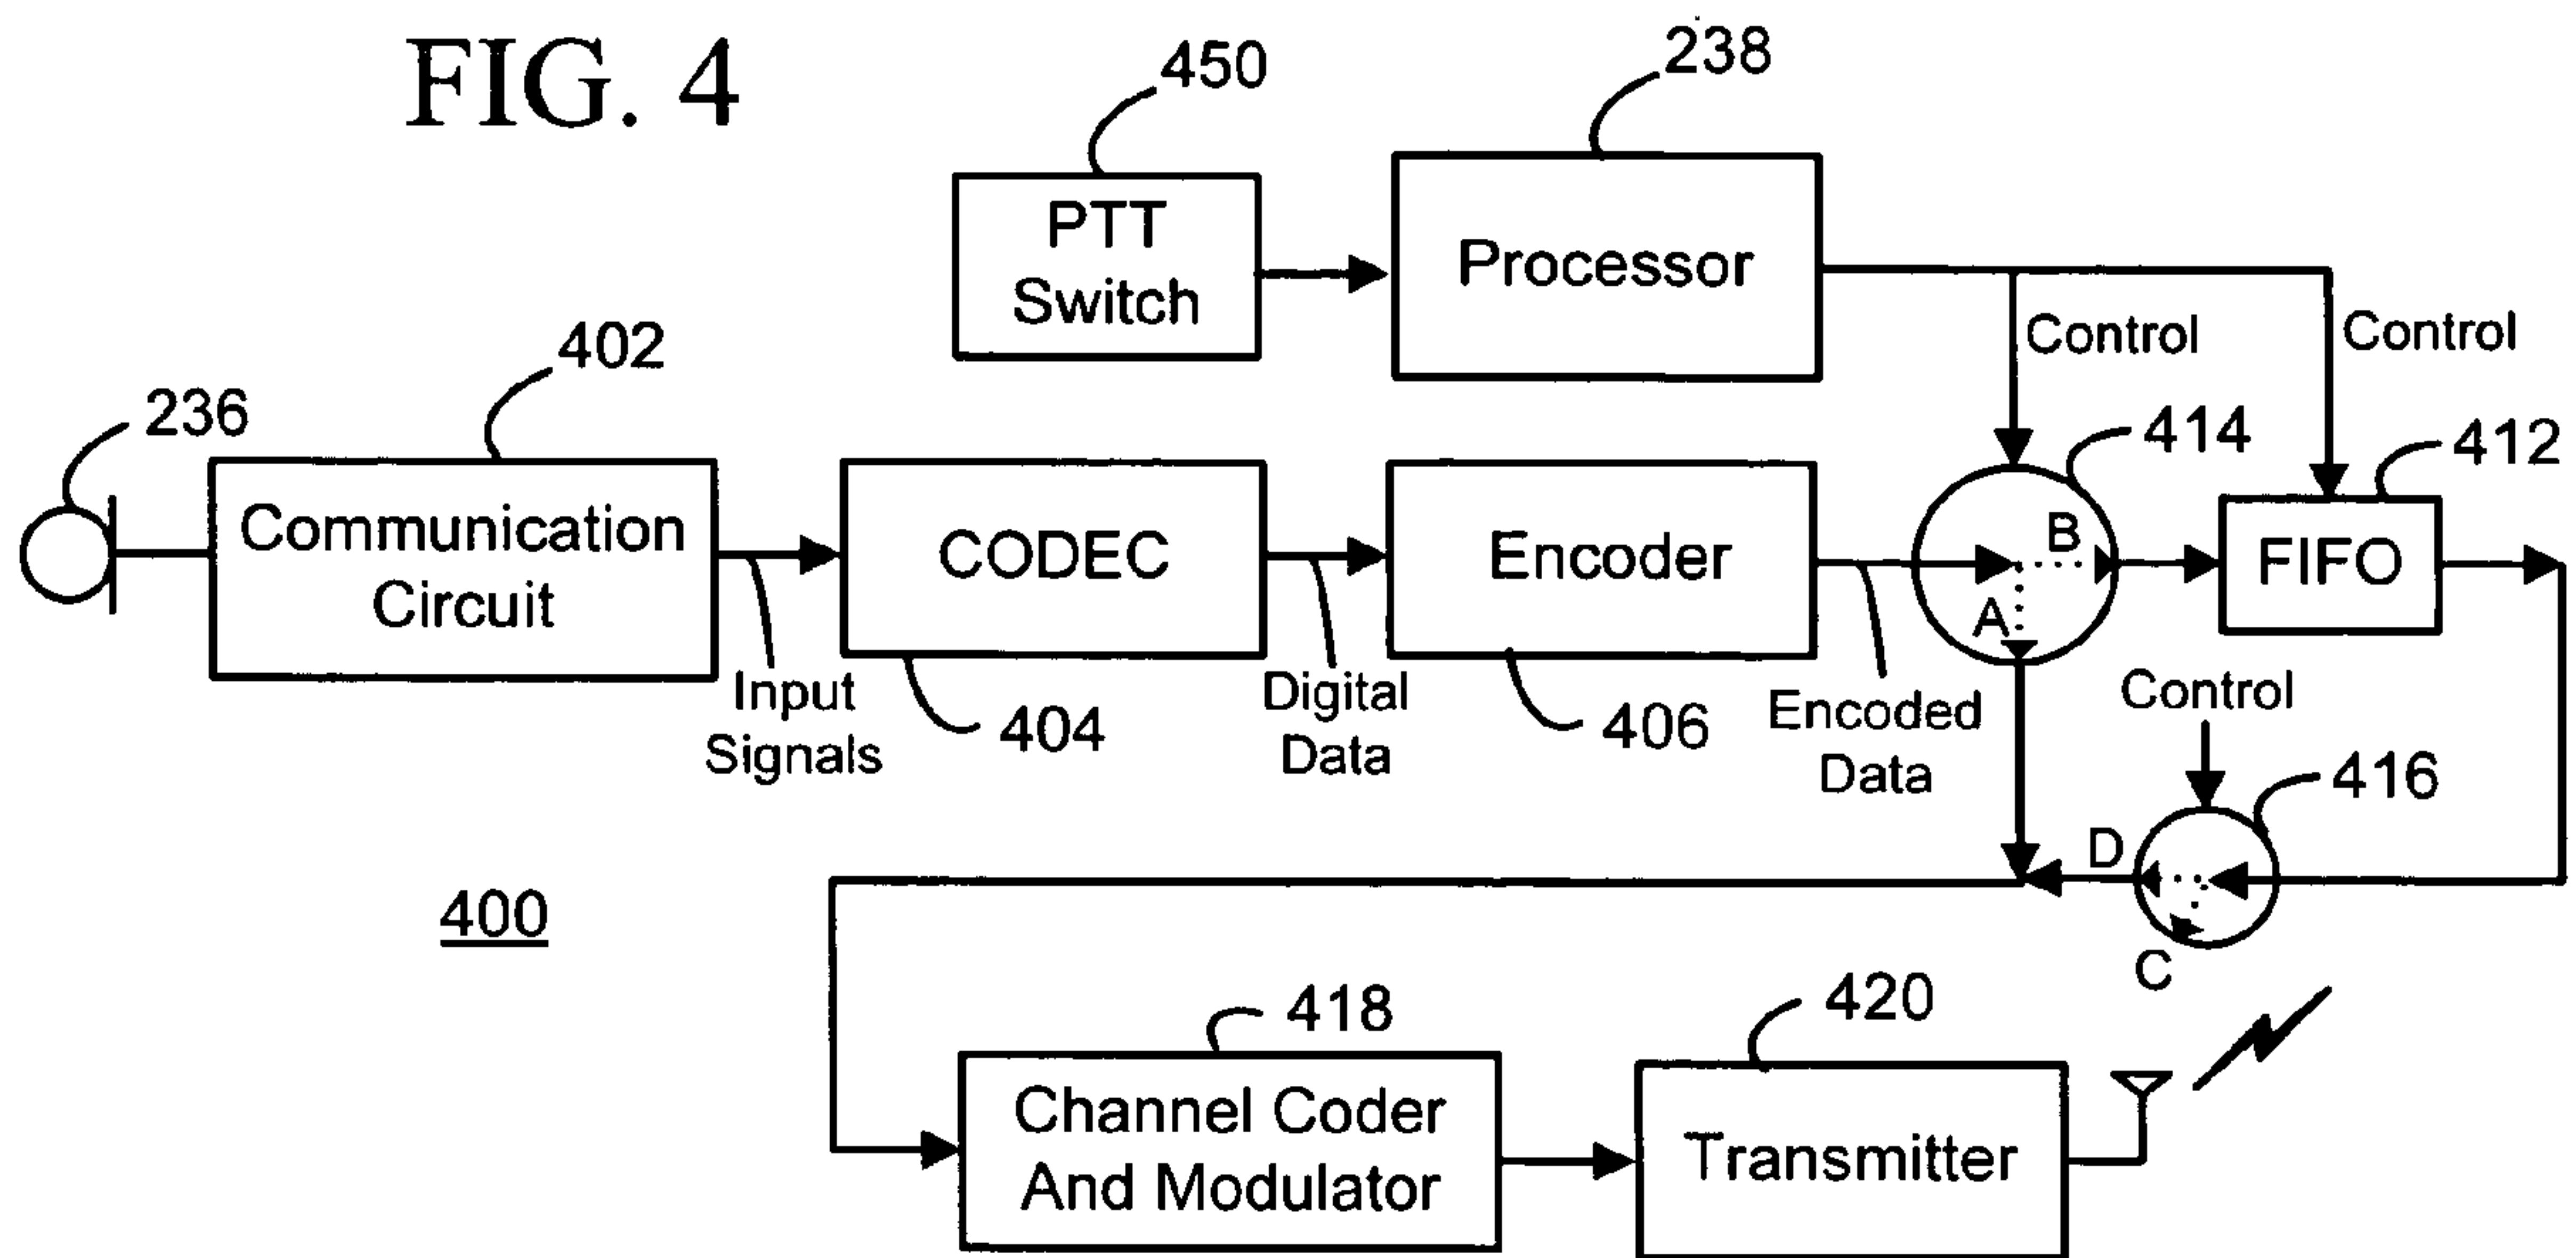 FIG. 4
450
238
PTT
Switch
Processor
Control
Control
402
236
414
412
Communication
Circuit
CODEC
Encoder
B
A
FIFO
Input
Signals
404
Digital
Data
406
Encoded
Data
Control
416
D
C
400
418
420
Channel Coder
And Modulator
Transmitter